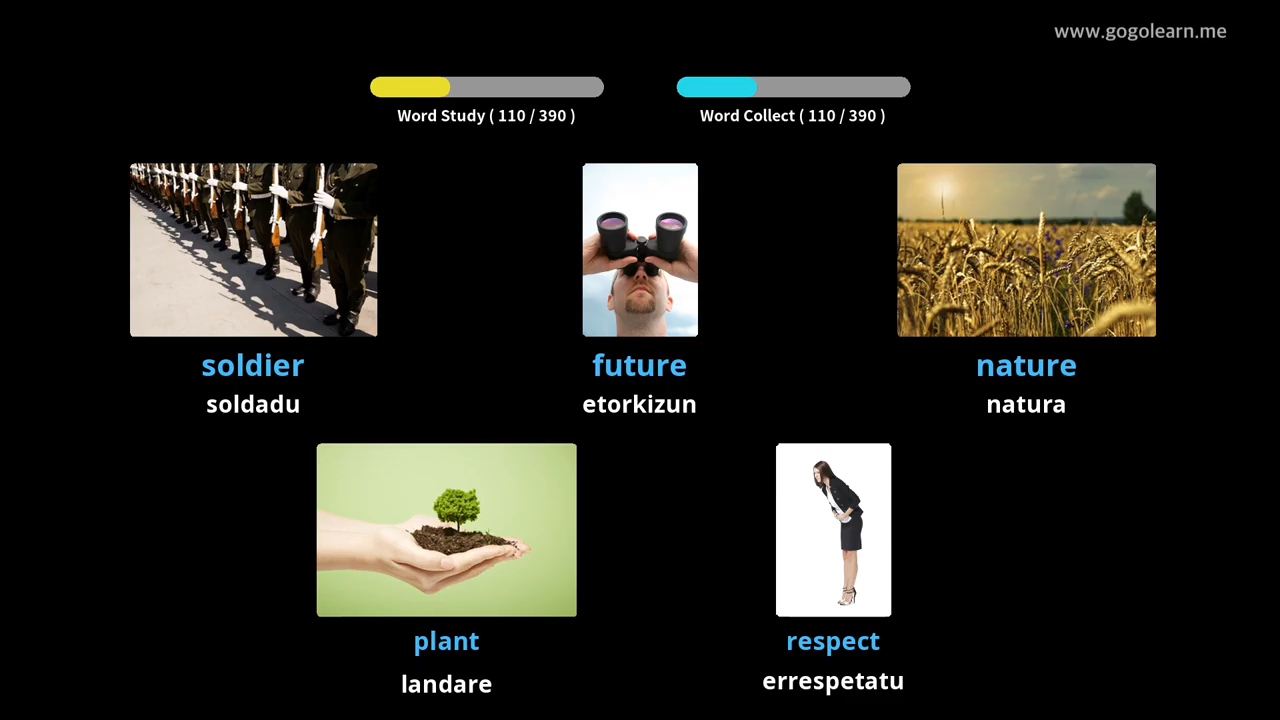 www.gogolearn.me
Word Study ( 110 / 390 )
Word Collect ( 110 / 390 )
soldier
soldadu
future
etorkizun
nature
natura
plant
landare
respect
errespetatu